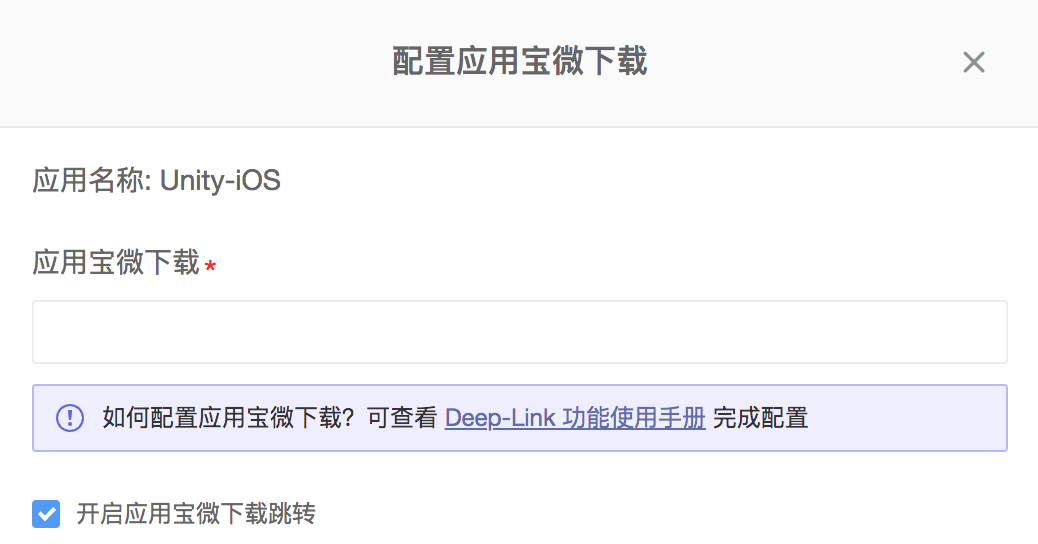 配置应用宝微下载
应用名称: Unity-iOS
应用宝微下载*
如何配置应用宝微下载？可查看 Deep-Link 功能使用手册 完成配置
开启应用宝微下载跳转